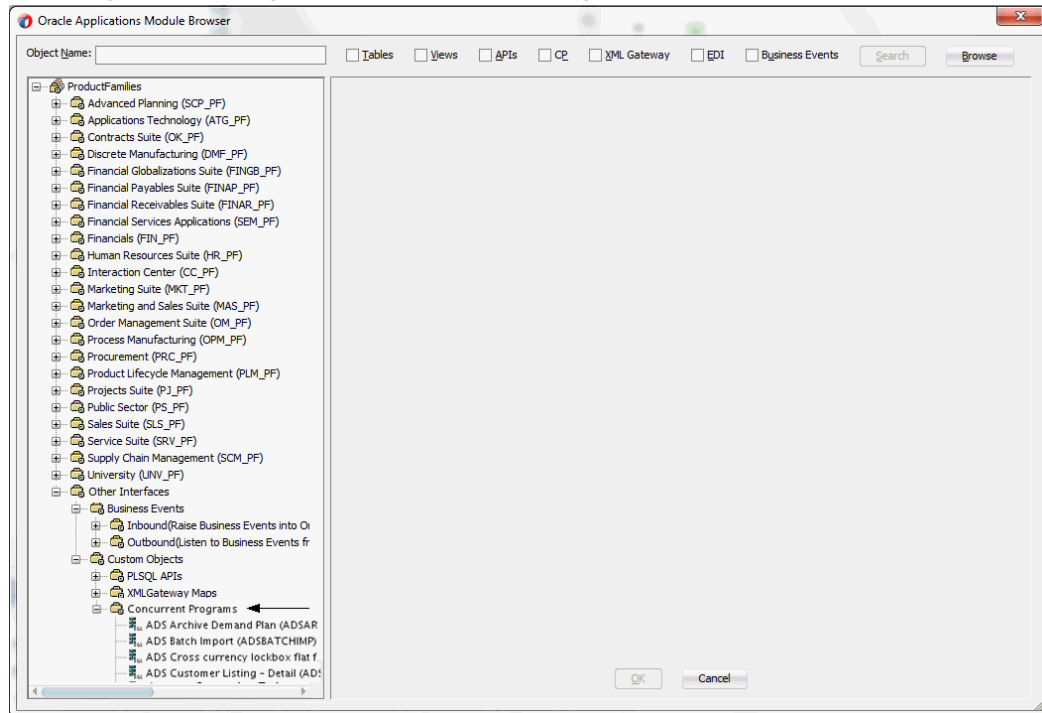 Oracle Applications Module Browser
Object Name: Tables Views APIs CP XML Gateway EDI Business Events Search Browse
ProductFamilies
Advanced Planning (SCP_PF)
Applications Technology (ATG_PF)
Contracts Suite (OK_PF)
Discrete Manufacturing (DMF_PF)
Financial Globalizations Suite (FINGB_PF)
Financial Payables Suite (FINAP_PF)
Financial Receivables Suite (FINAR_PF)
Financial Services Applications (SEM_PF)
Financials (FIN_PF)
Human Resources Suite (HR_PF)
Interaction Center (CC_PF)
Marketing Suite (MKT_PF)
Marketing and Sales Suite (MAS_PF)
Order Management Suite (OM_PF)
Process Manufacturing (OPM_PF)
Procurement (PRC_PF)
Product Lifecycle Management (PLM_PF)
Projects Suite (PJ_PF)
Public Sector (PS_PF)
Sales Suite (SLS_PF)
Service Suite (SRV_PF)
Supply Chain Management (SCM_PF)
University (UNV_PF)
Other Interfaces
Business Events
Inbound(Raise Business Events into
Outbound(Listen to Business Events fr
Custom Objects
PLSQL APIs
XMLGateway Maps
Concurrent Programs
ADS Archive Demand Plan (ADSAR
ADS Batch Import (ADSBATCHIMP)
ADS Cross currency lockbox flat f
ADS Customer Listing - Detail (ADS
OK Cancel